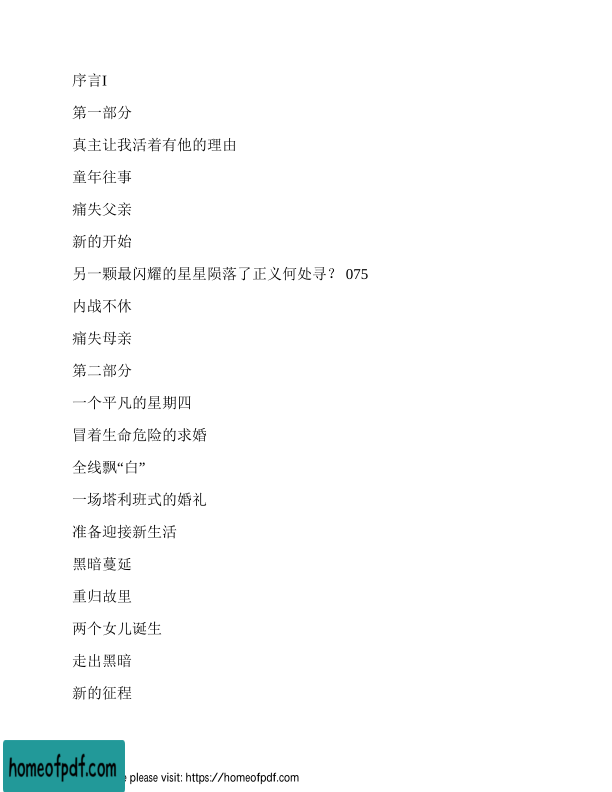 序言I
第一部分
真主让我活着有他的理由
童年往事
痛失父亲
新的开始
另一颗最闪耀的星星陨落了正义何处寻？ 075
内战不休
痛失母亲
第二部分
一个平凡的星期四
冒着生命危险的求婚
全线飘“白”
一场塔利班式的婚礼
准备迎接新生活
黑暗蔓延
重归故里
两个女儿诞生
走出黑暗
新的征程
homeofpdf.com
e please visit: https://homeofpdf.com